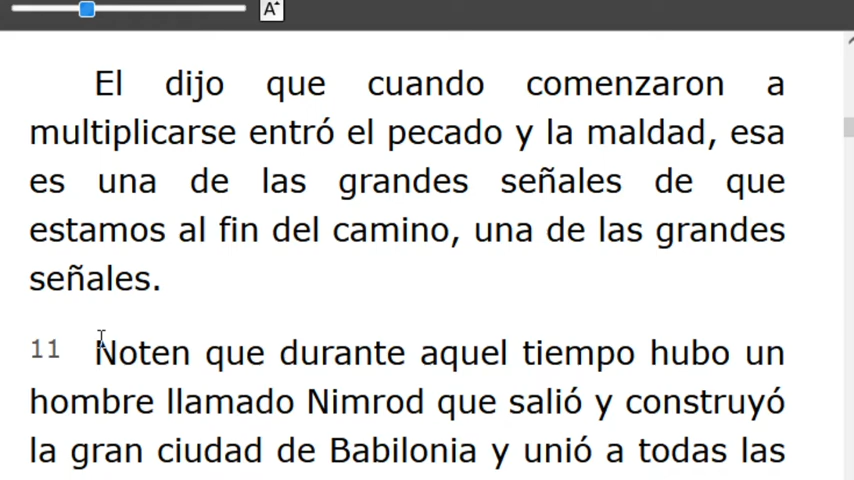 A
El dijo que cuando comenzaron a
multiplicarse entró el pecado y la maldad, esa
es una de las grandes señales de que
estamos al fin del camino, una de las grandes
señales.
11 Noten que durante aquel tiempo hubo un
hombre llamado Nimrod que salió y construyó
la gran ciudad de Babilonia y unió a todas las